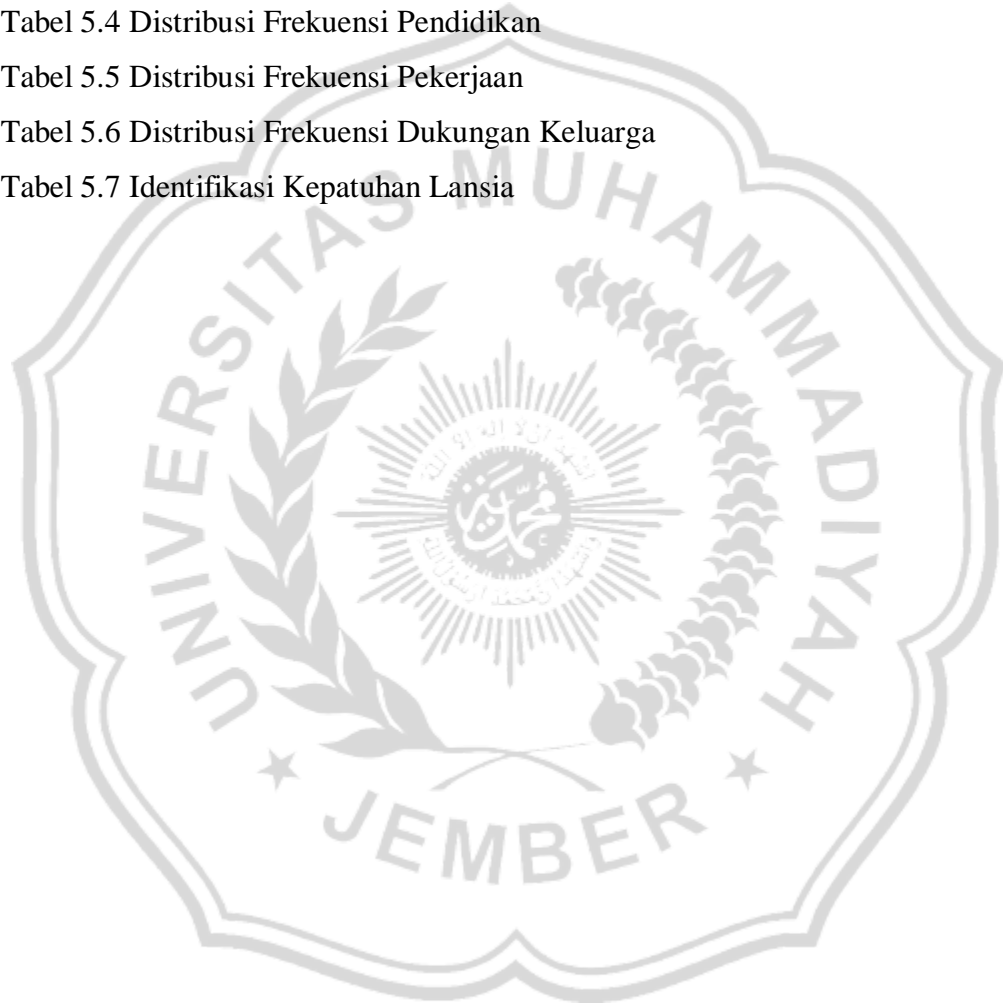 Tabel 5.4 Distribusi Frekuensi Pendidikan
Tabel 5.5 Distribusi Frekuensi Pekerjaan
Tabel 5.6 Distribusi Frekuensi Dukungan Keluarga
Tabel 5.7 Identifikasi Kepatuhan Lansia
UNIVERSITAS MUHAMMADIYAH
JEMBER